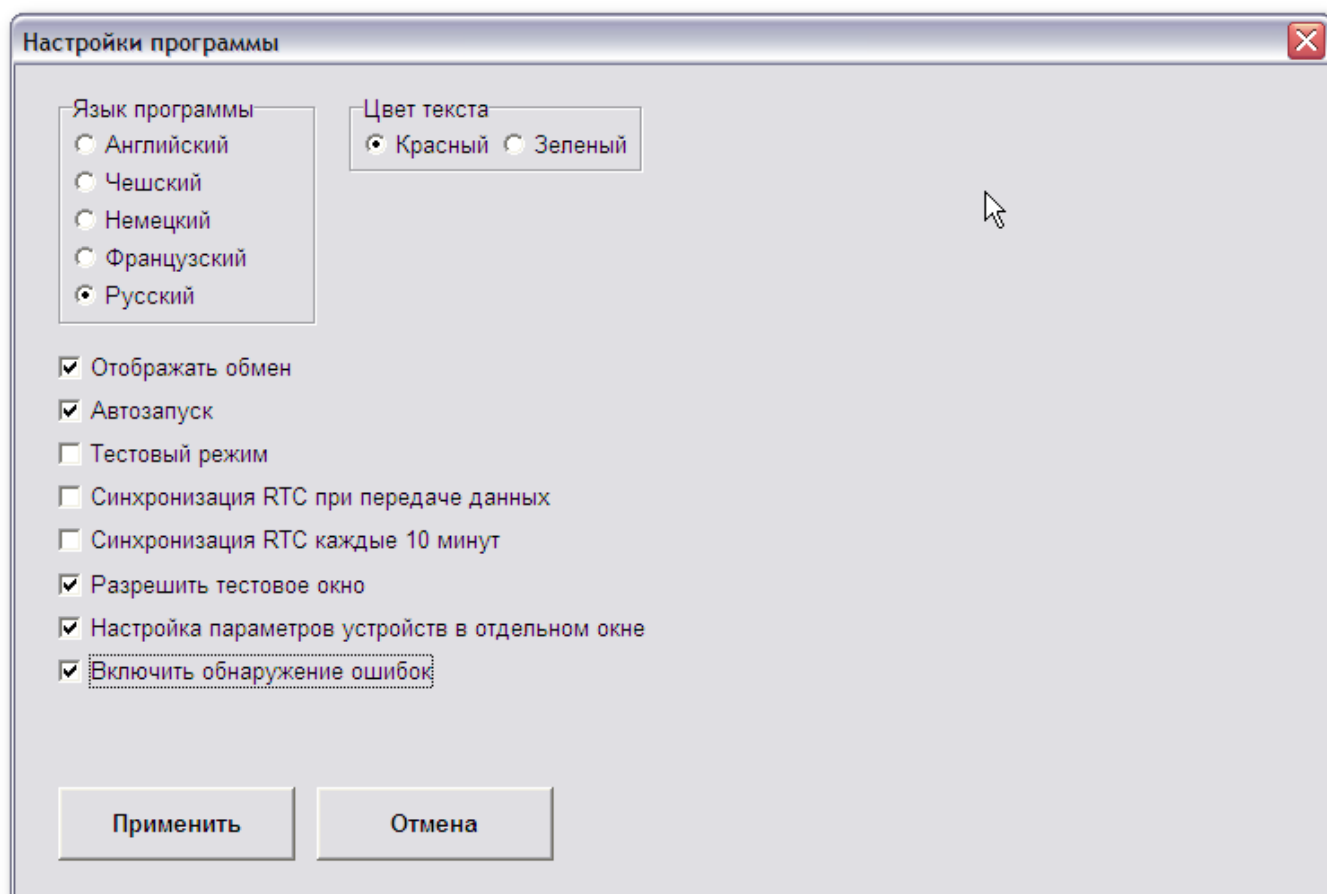 Настройки программы
Язык программы
Английский
Чешский
Немецкий
Французский
Русский
Цвет текста
Красный Зеленый
Отображать обмен
Автозапуск
Тестовый режим
Синхронизация RTC при передаче данных
Синхронизация RTC каждые 10 минут
Разрешить тестовое окно
Настройка параметров устройств в отдельном окне
Включить обнаружение ошибок
Применить
Отмена